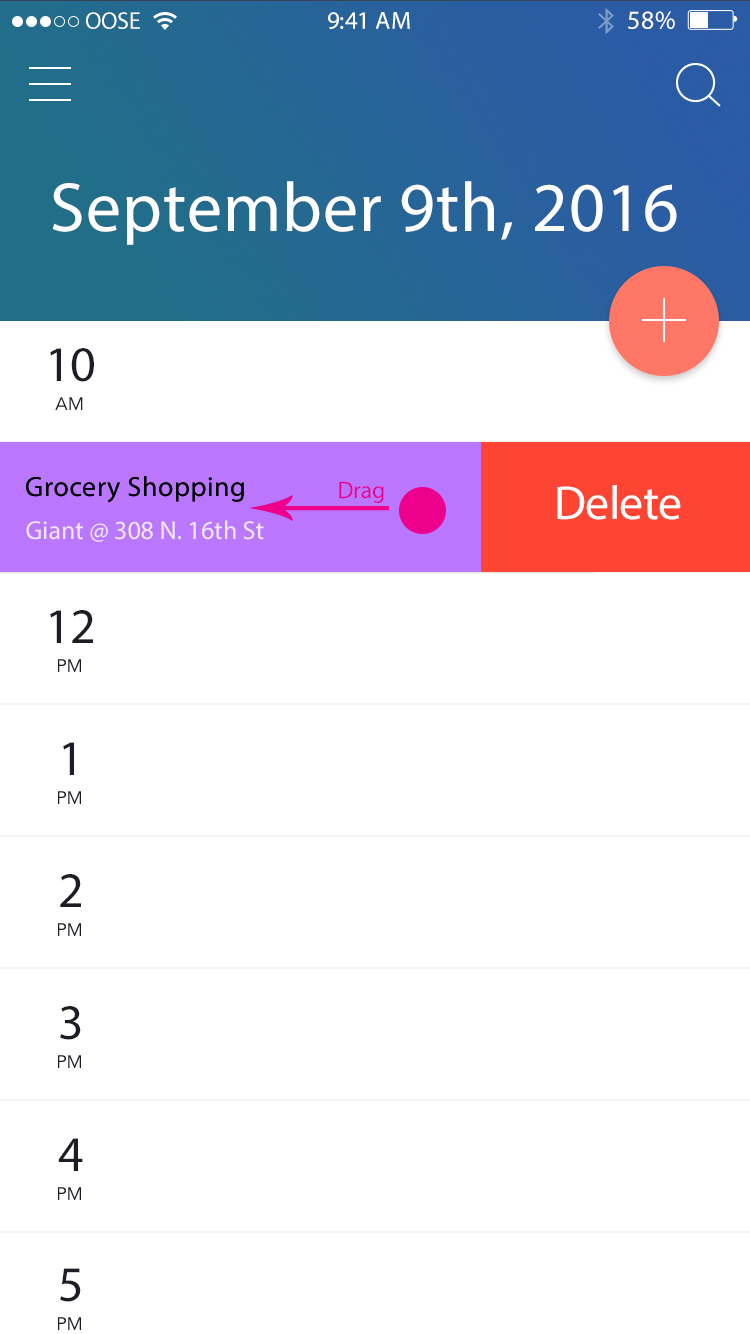 OOSE 9:41 AM 58%
September 9th, 2016
10
AM
Grocery Shopping
Drag
Giant @ 308 N. 16th St
Delete
12
PM
1
PM
2
PM
3
PM
4
PM
5
PM